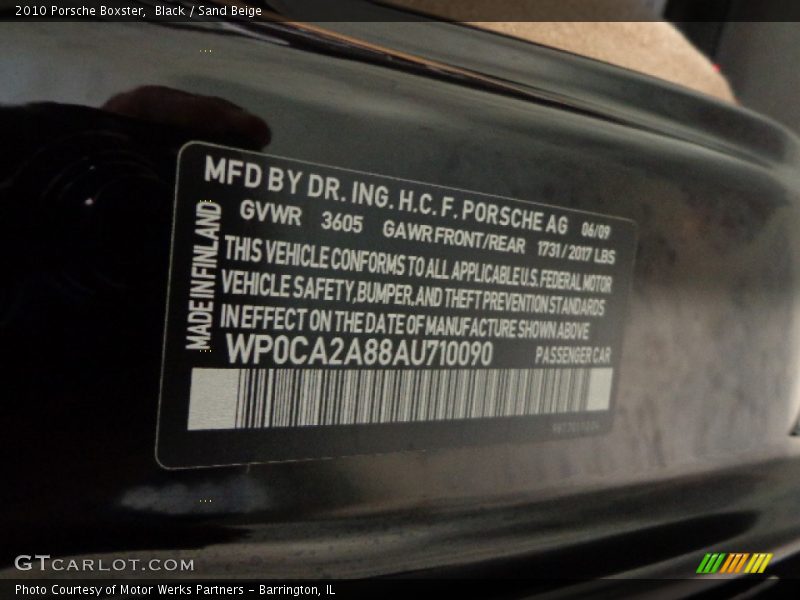 2010 Porsche Boxster,  Black / Sand Beige
MFD BY DR. ING. H.C. F. PORSCHE AG 06/09
GVWR 3605 GAWR FRONT/REAR 1731/2017 LBS
THIS VEHICLE CONFORMS TO ALL APPLICABLE U.S. FEDERAL MOTOR
VEHICLE SAFETY, BUMPER, AND THEFT PREVENTION STANDARDS
IN EFFECT ON THE DATE OF MANUFACTURE SHOWN ABOVE
WP0CA2A88AU710090 PASSENGER CAR
MADE IN FINLAND
GTCARLOT.COM
Photo Courtesy of Motor Werks Partners – Barrington, IL